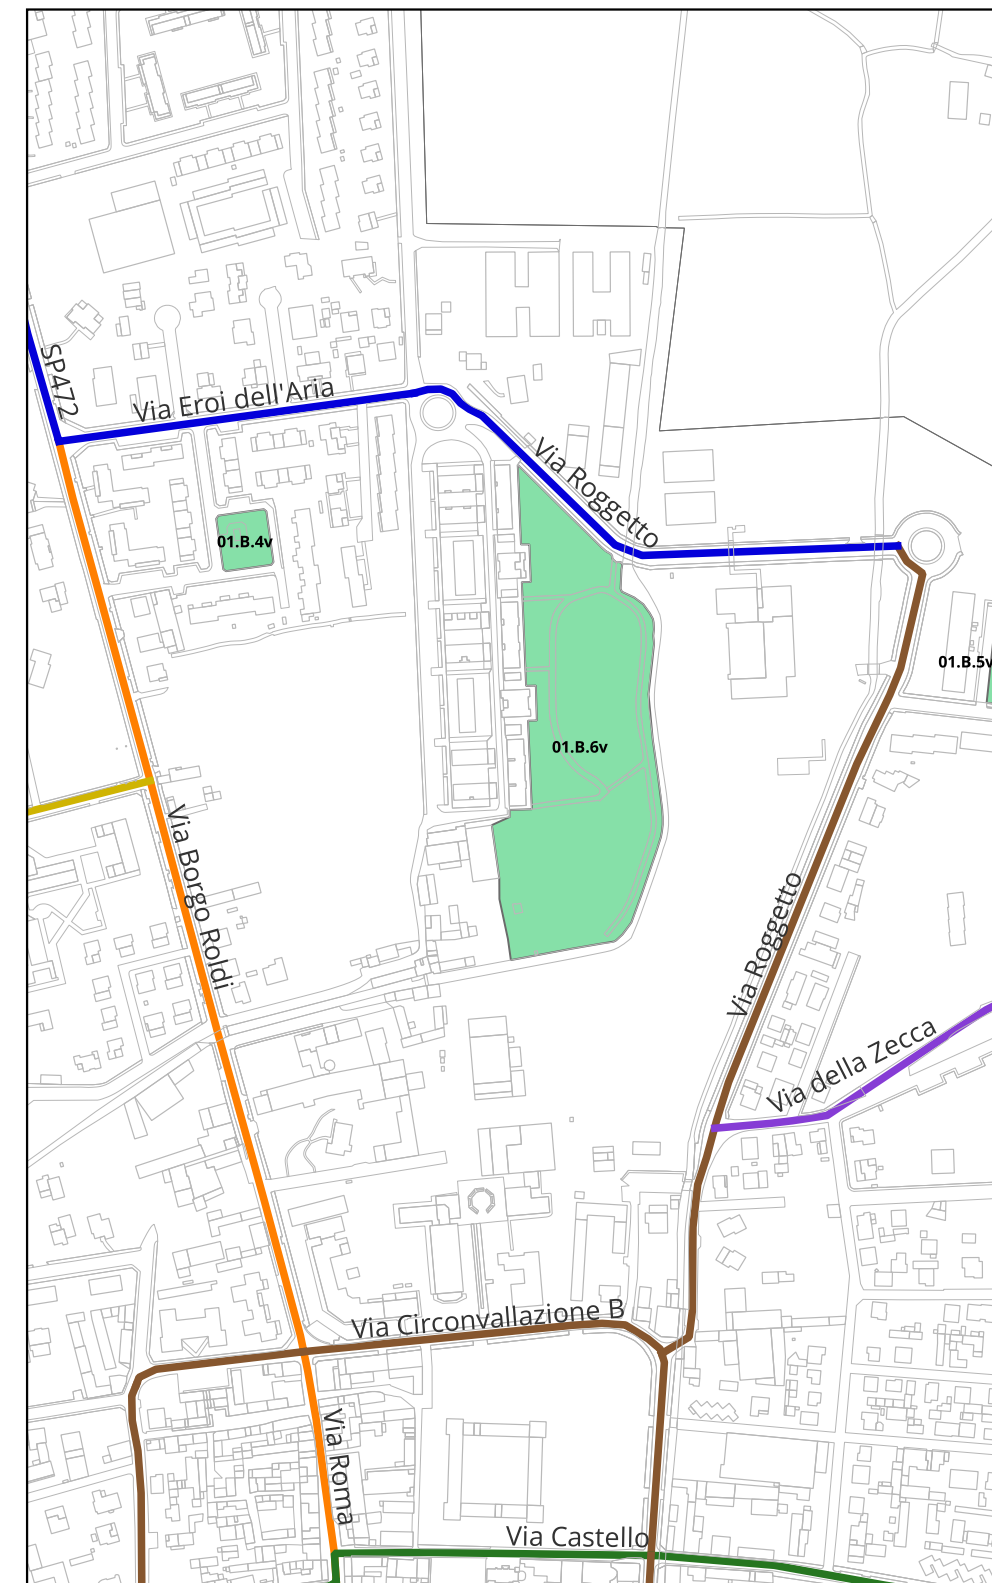 SP472
Via Eroi dell'Aria
Via Roggetto
01.B.4v
01.B.5v
01.B.6v
Via Borgo Roldi
Via Roggetto
Via della Zecca
Via Circonvallazione B
Via Roma
Via Castello